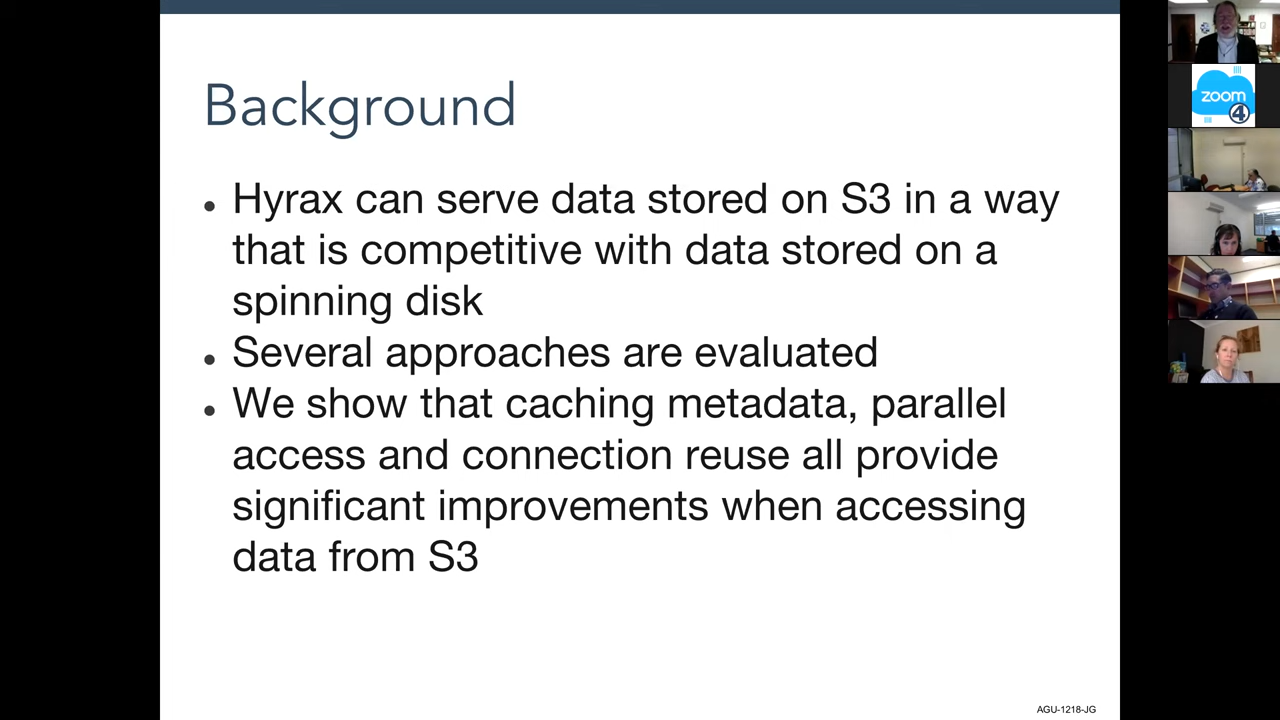 Background
• Hyrax can serve data stored on S3 in a way
that is competitive with data stored on a
spinning disk
• Several approaches are evaluated
• We show that caching metadata, parallel
access and connection reuse all provide
significant improvements when accessing
data from S3
AGU-1218-JG
zoom
4